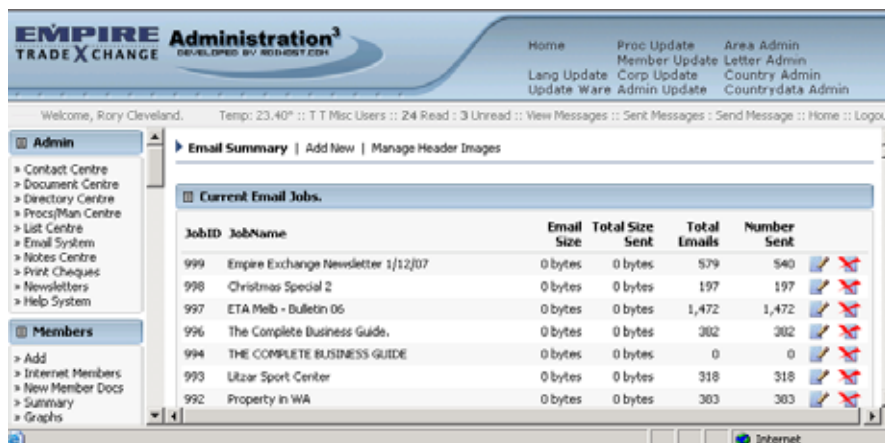 EMPIRE
TRADE X CHANGE
Administration³
DEVELOPED BY RDIHOST.COM
Home Proc Update Area Admin
Member Update Letter Admin
Lang Update Corp Update Country Admin
Update Ware Admin Update Countrydata Admin
Welcome, Rory Cleveland. Temp: 23.40° :: T T Misc Users :: 24 Read : 3 Unread :: View Messages :: Sent Messages : Send Message :: Home :: Logou
Admin
» Contact Centre
» Document Centre
» Directory Centre
» Procs/Man Centre
» List Centre
» Email System
» Notes Centre
» Print Cheques
» Newsletters
» Help System
Members
» Add
» Internet Members
» New Member Docs
» Summary
» Graphs
Email Summary | Add New | Manage Header Images
Current Email Jobs.
JobID JobName Email Size Total Size Sent Total Emails Number Sent
999 Empire Exchange Newsletter 1/12/07 0 bytes 0 bytes 579 540
998 Christmas Special 2 0 bytes 0 bytes 197 197
997 ETA Melb - Bulletin 06 0 bytes 0 bytes 1,472 1,472
996 The Complete Business Guide. 0 bytes 0 bytes 382 382
994 THE COMPLETE BUSINESS GUIDE 0 bytes 0 bytes 0 0
993 Litzar Sport Center 0 bytes 0 bytes 318 318
992 Property in WA 0 bytes 0 bytes 383 383
Internet